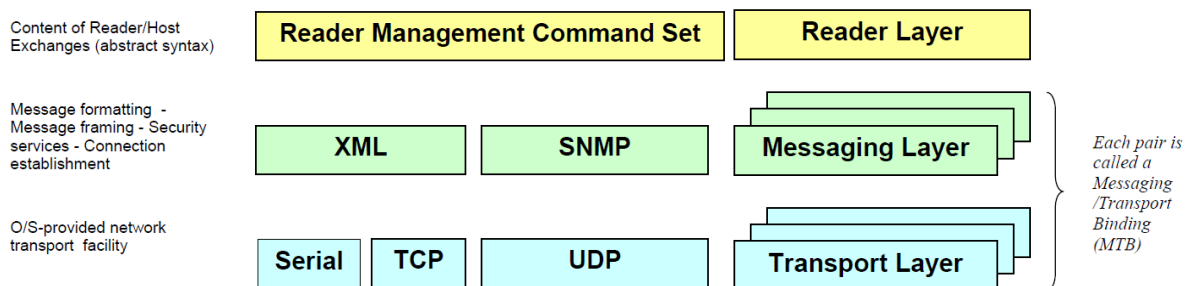 Content of Reader/Host
Exchanges (abstract syntax)
Reader Management Command Set
Reader Layer
Message formatting -
Message framing - Security
services - Connection
establishment
XML
SNMP
Messaging Layer
Each pair is
called a
Messaging
/Transport
Binding
(MTB)
O/S-provided network
transport facility
Serial
TCP
UDP
Transport Layer